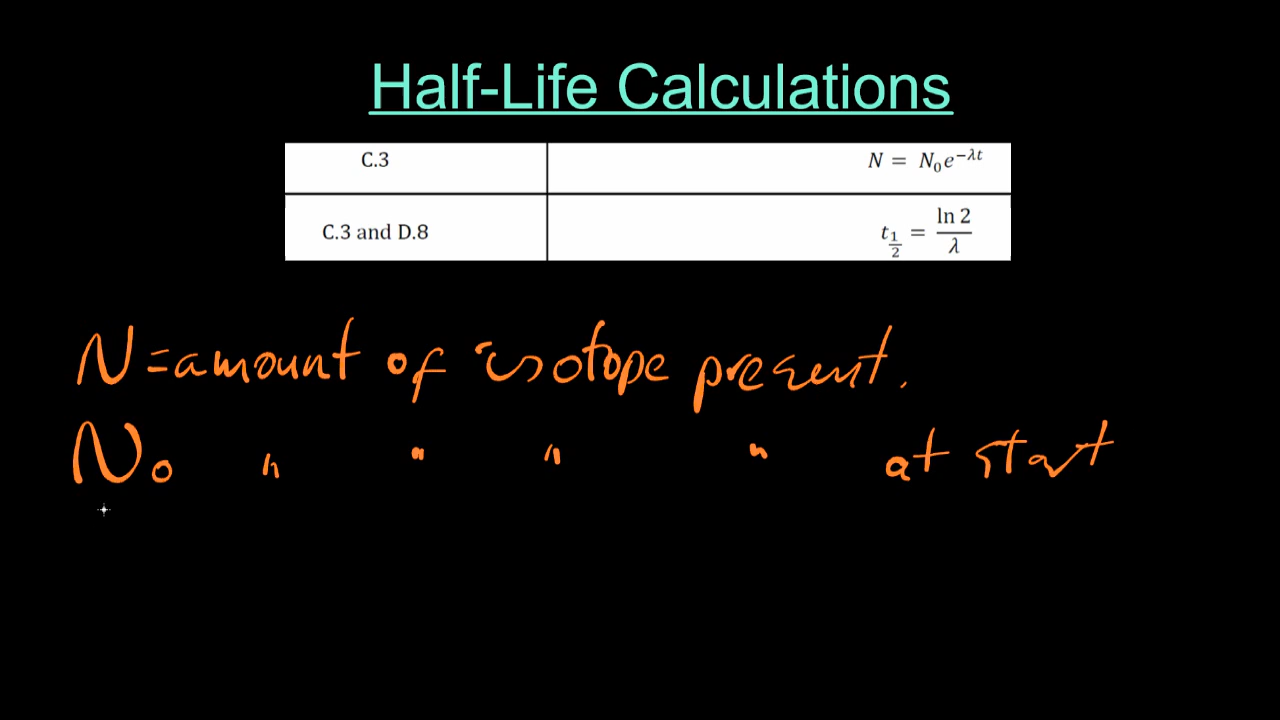 Half-Life Calculations
C.3 N = N₀e^−λt
C.3 and D.8 t_1/2 = ln 2 / λ
N = amount of isotope present.
N₀ " " " " at start